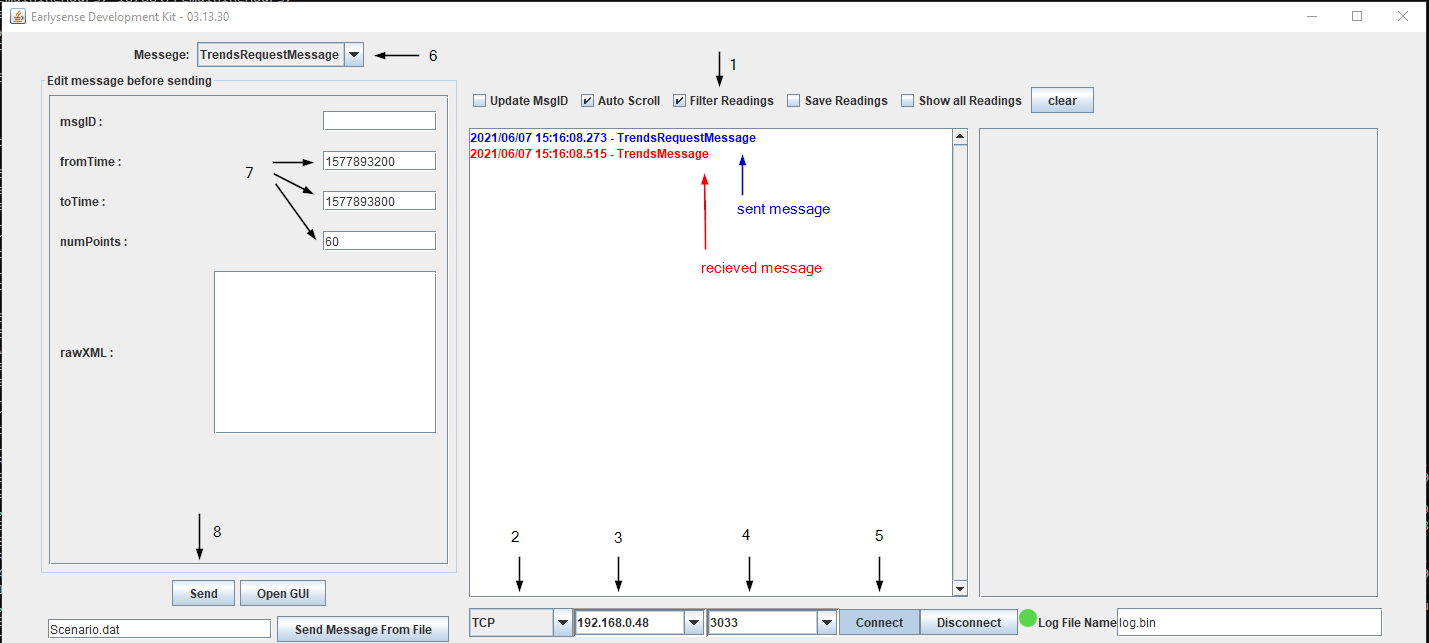 Earlysense Development Kit - 03.13.30
Messege: TrendsRequestMessage 6
Edit message before sending
1
Update MsgID Auto Scroll Filter Readings Save Readings Show all Readings clear
msgID :
fromTime : 1577893200
7
toTime : 1577893800
numPoints : 60
rawXML :
2021/06/07 15:16:08.273 - TrendsRequestMessage
2021/06/07 15:16:08.515 - TrendsMessage
sent message
recieved message
8
2 3 4 5
Send Open GUI
Scenario.dat Send Message From File
TCP 192.168.0.48 3033 Connect Disconnect Log File Name log.bin